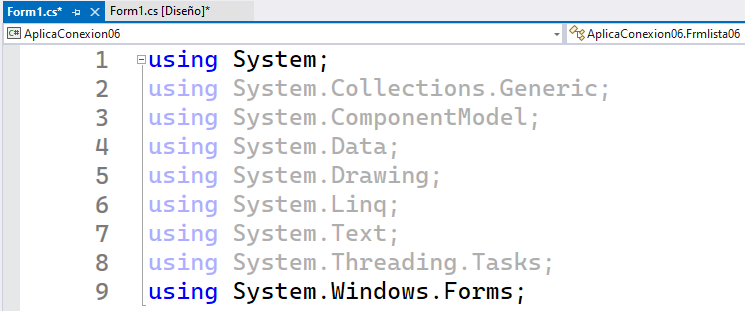 Form1.cs* Form1.cs [Diseño]*
AplicaConexion06 AplicaConexion06.Frmlista06
1 using System;
2 using System.Collections.Generic;
3 using System.ComponentModel;
4 using System.Data;
5 using System.Drawing;
6 using System.Linq;
7 using System.Text;
8 using System.Threading.Tasks;
9 using System.Windows.Forms;